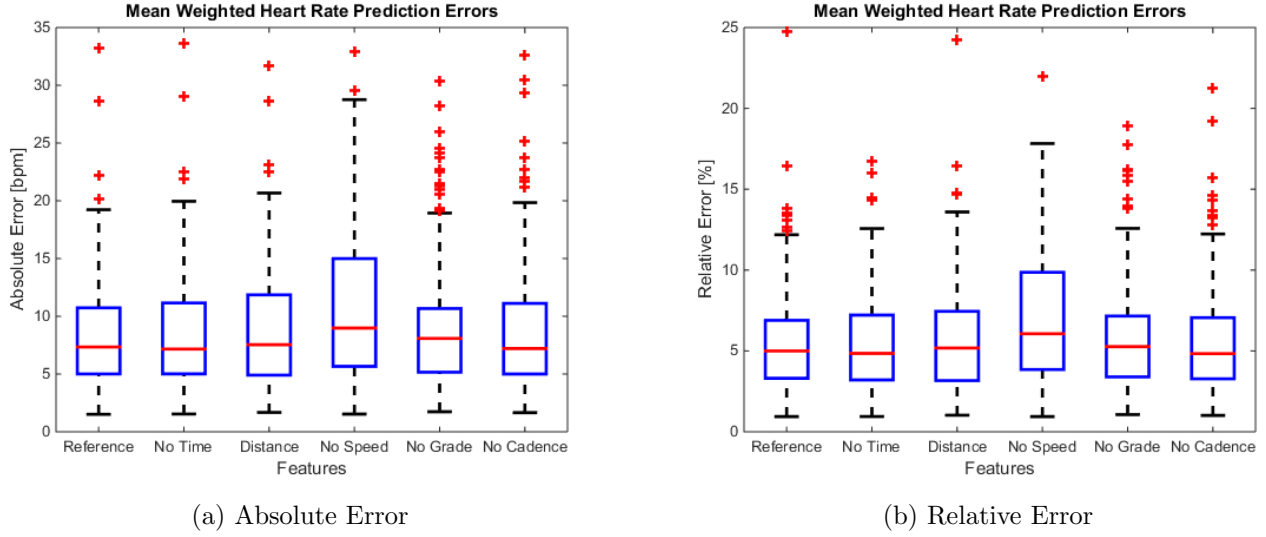 Mean Weighted Heart Rate Prediction Errors
35
30
25
20
15
10
5
0
Absolute Error [bpm]
Reference No Time Distance No Speed No Grade No Cadence
Features
(a) Absolute Error
Mean Weighted Heart Rate Prediction Errors
25
20
15
10
5
0
Relative Error [%]
Reference No Time Distance No Speed No Grade No Cadence
Features
(b) Relative Error